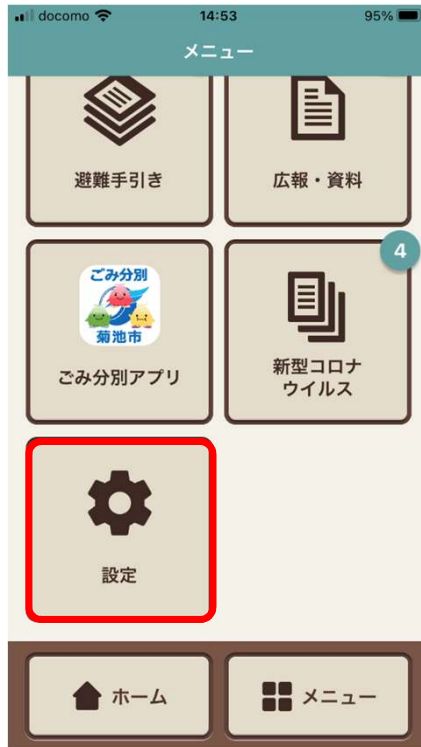 docomo 14:53 95%
メニュー
避難手引き 広報・資料
4
ごみ分別
菊池市
ごみ分別アプリ
新型コロナ
ウイルス
設定
ホーム メニュー